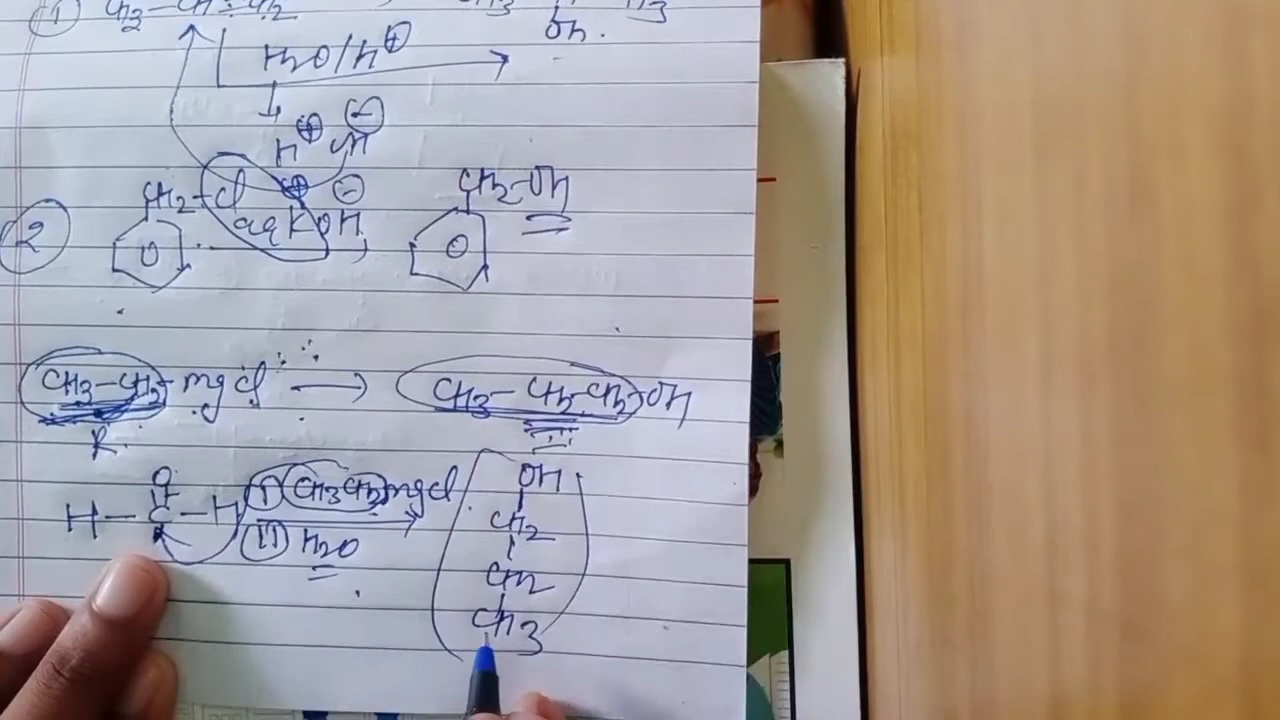 ① CH3-CH=CH2 CH3
OH.
H2O/H⊕
H⊕ OH⊖
② CH2-Cl aq KOH CH2-OH
CH3-CH2-mgcl → CH3-CH2-CH2-OH
R
O
H-C-H
Ⓘ CH3CH2mgcl
Ⓘⓘ H2O
OH
CH2
CH2
CH3